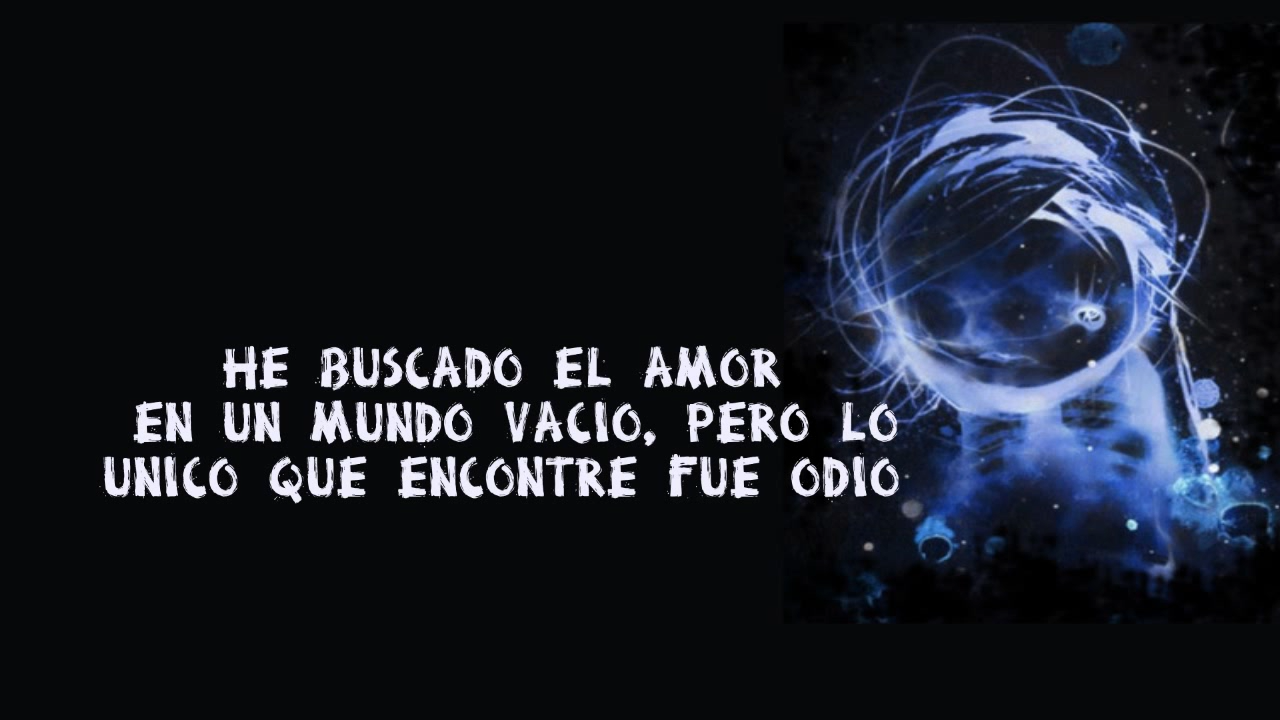 HE BUSCADO EL AMOR
EN UN MUNDO VACIO, PERO LO
UNICO QUE ENCONTRE FUE ODIO